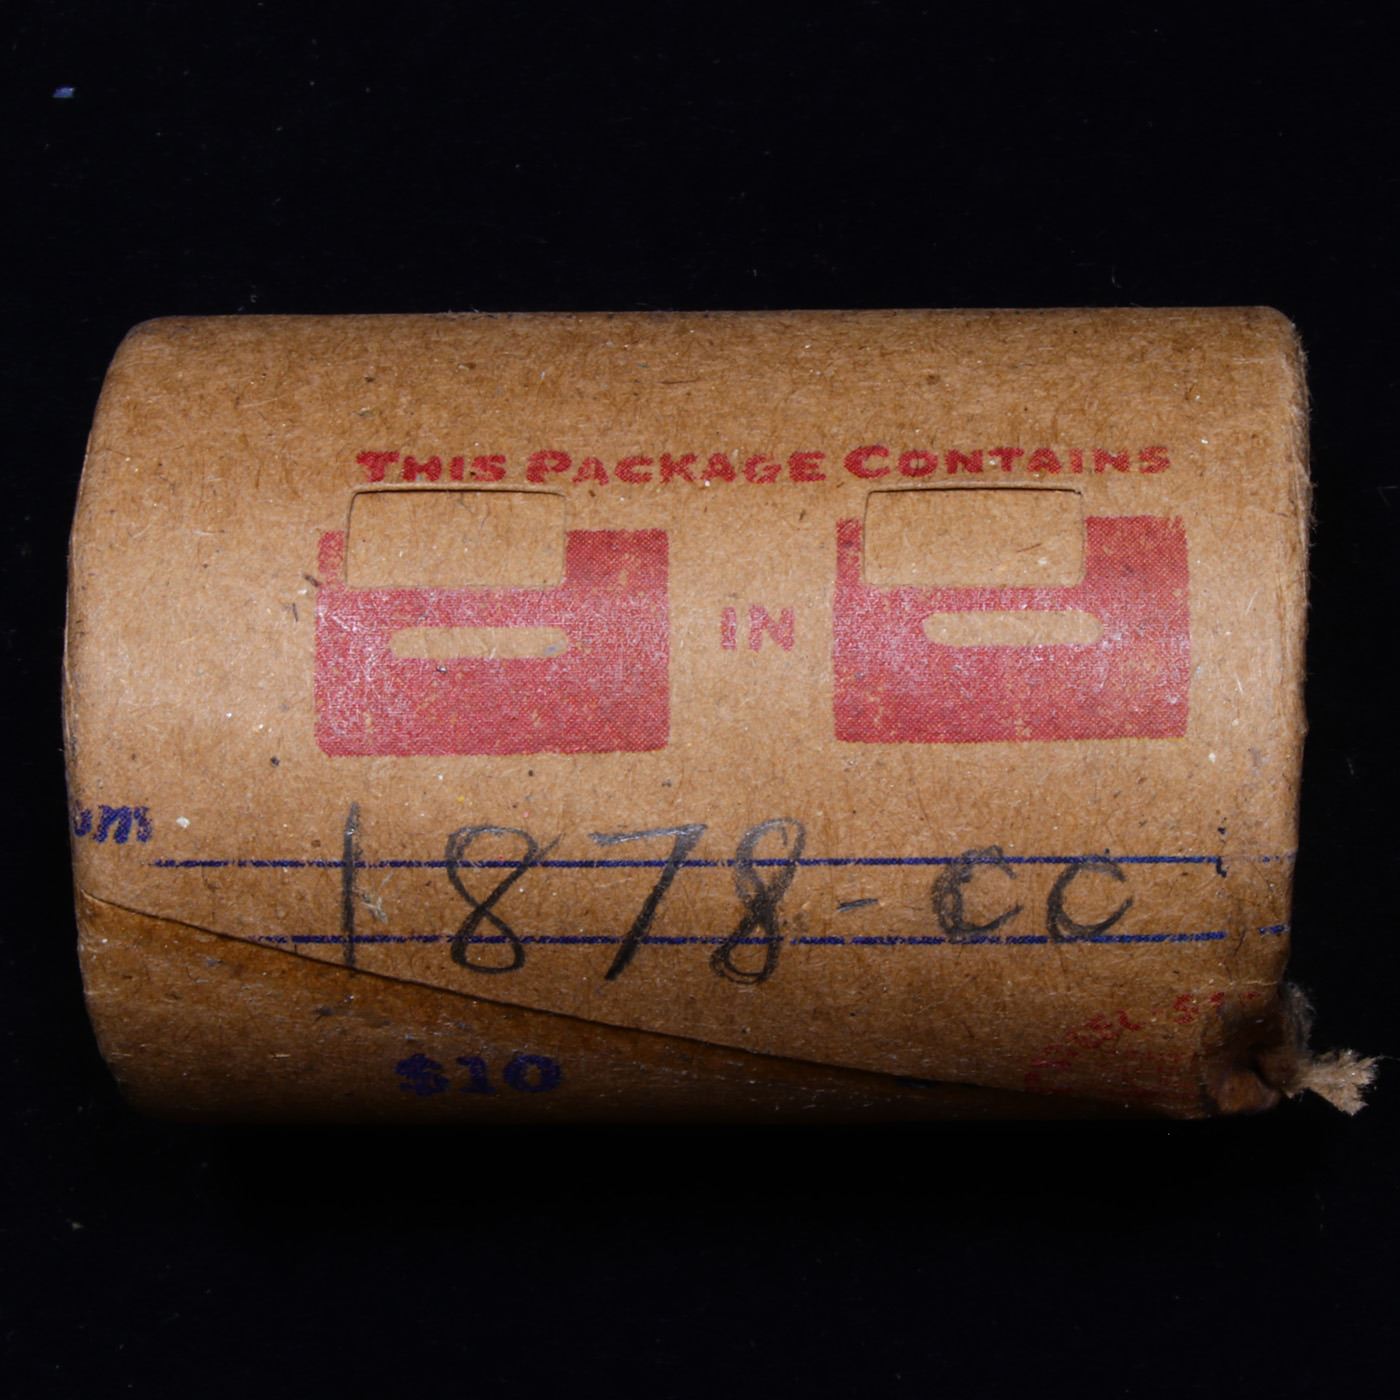 THIS PACKAGE CONTAINS
IN
1878-CC
$10